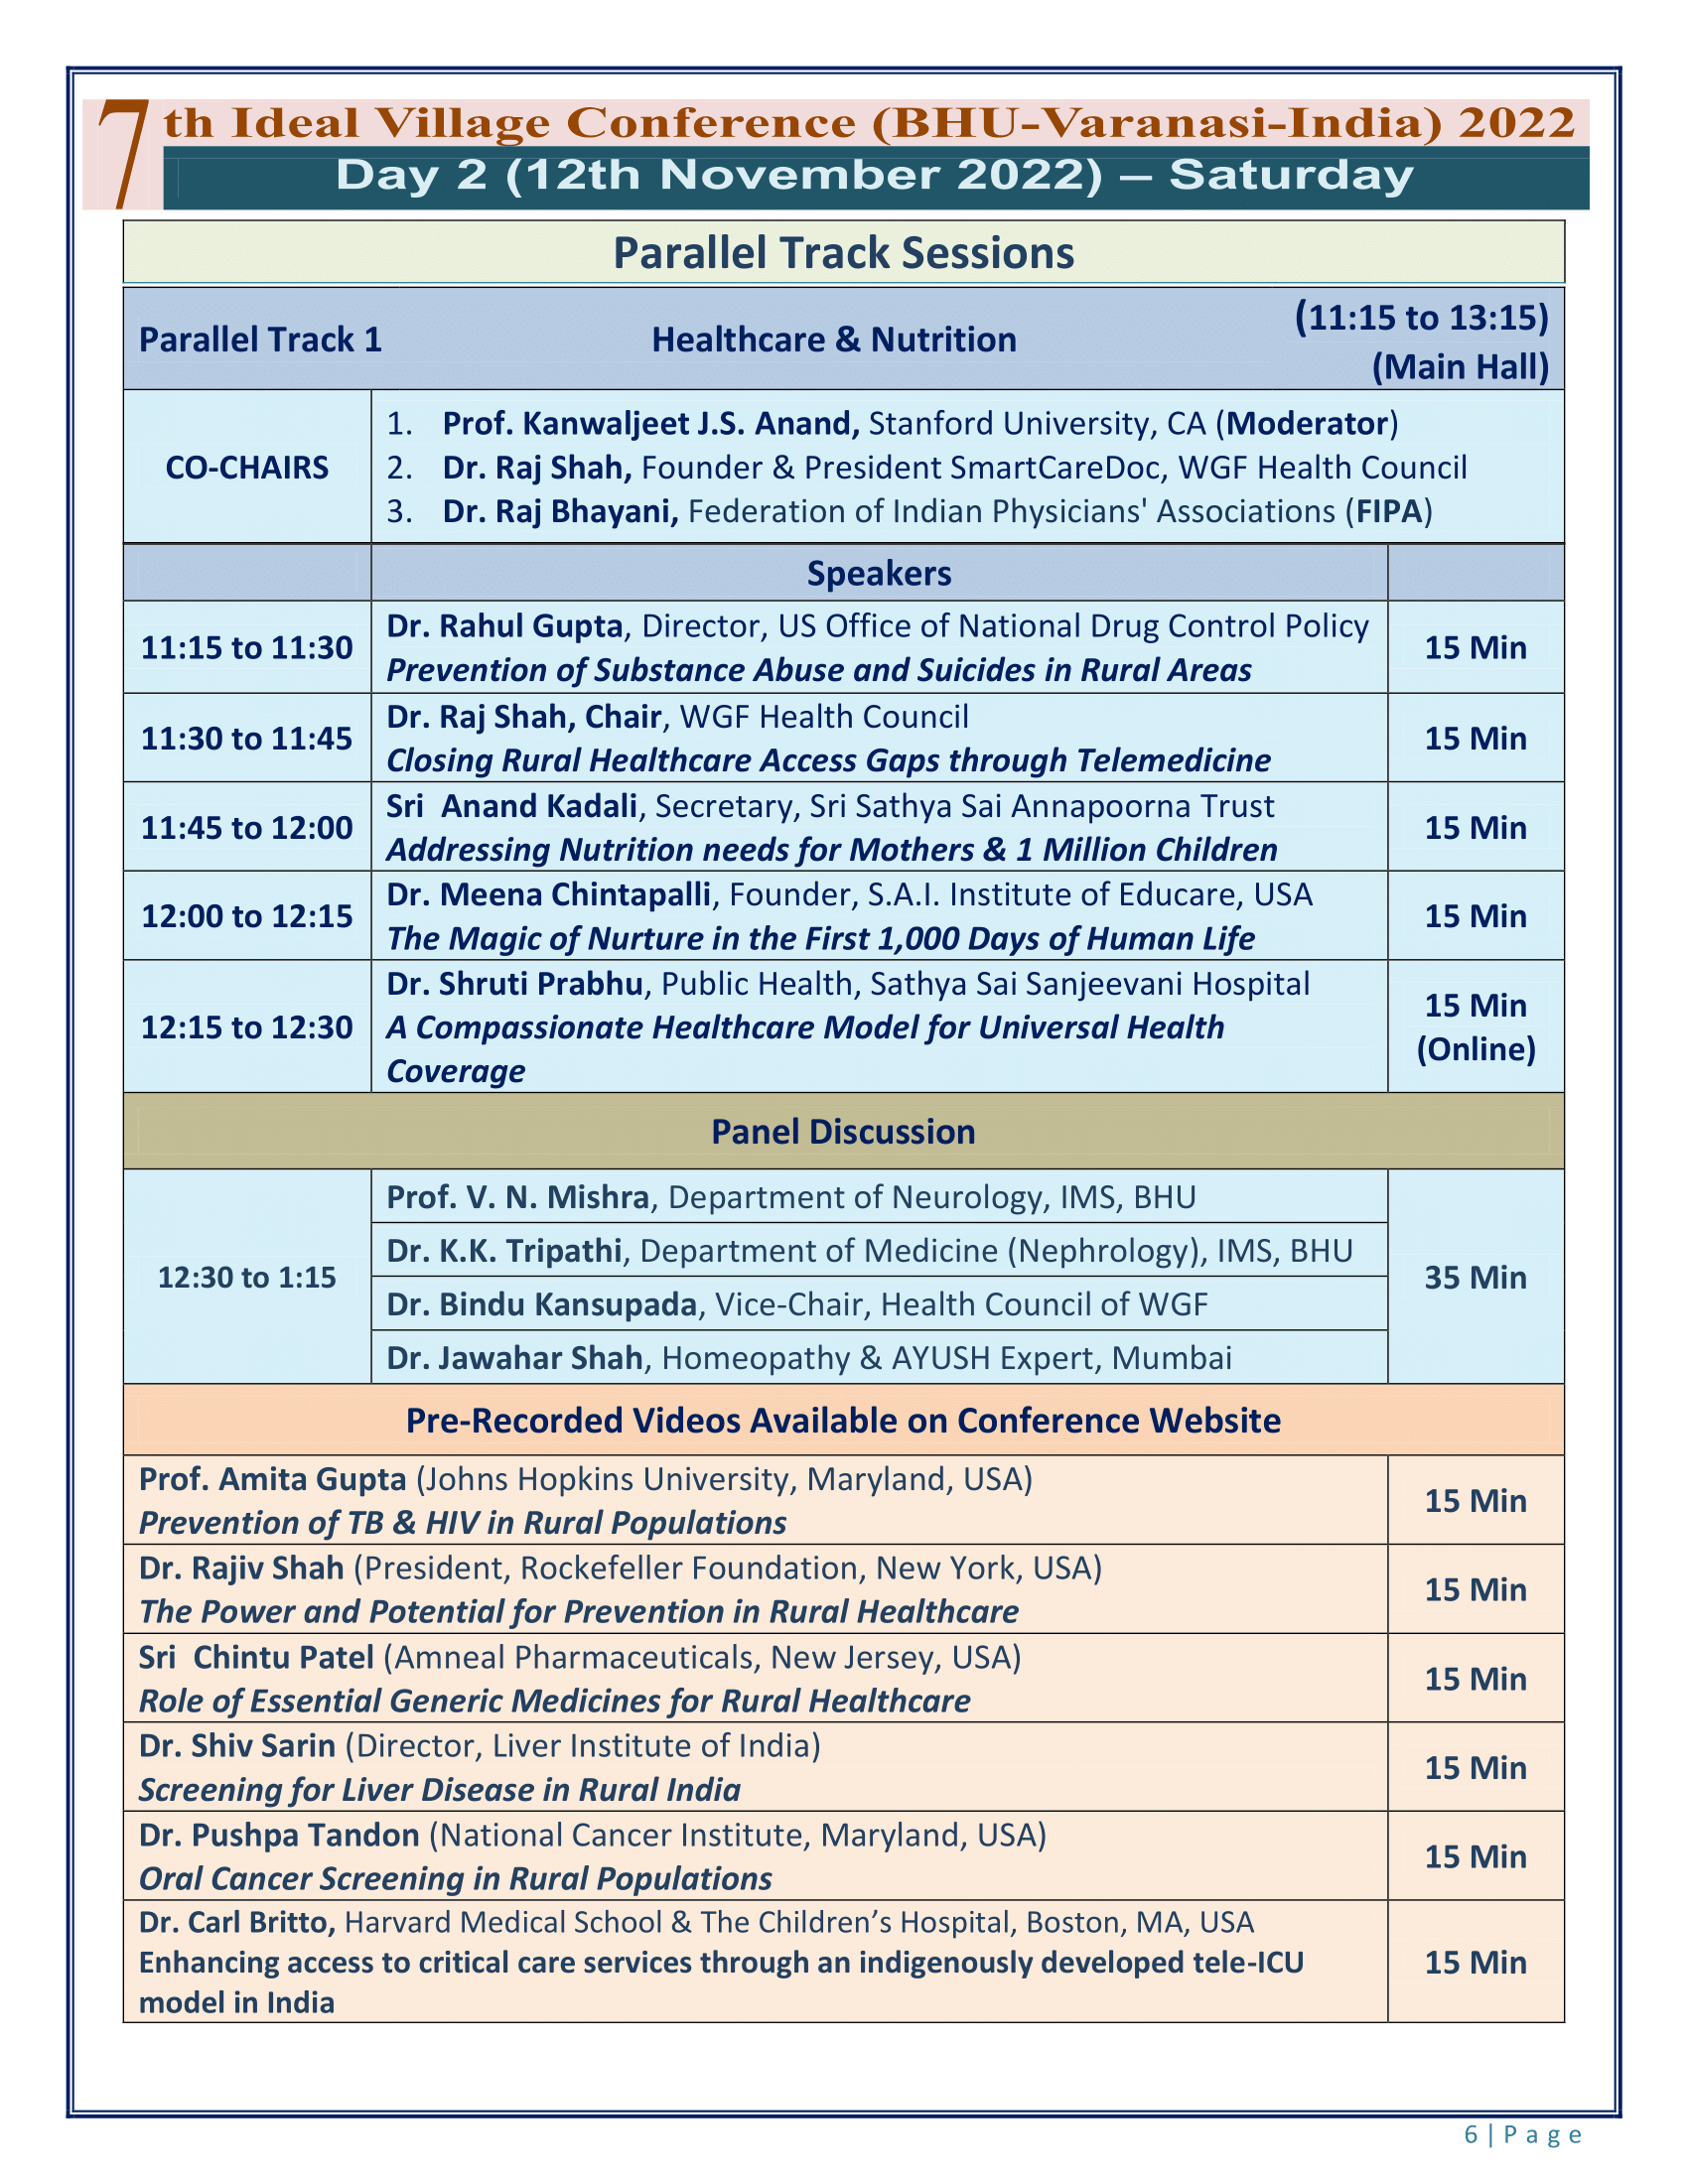 7th Ideal Village Conference (BHU-Varanasi-India) 2022
Day 2 (12th November 2022) – Saturday
Parallel Track Sessions
Parallel Track 1 Healthcare & Nutrition (11:15 to 13:15)
(Main Hall)
CO-CHAIRS
1. Prof. Kanwaljeet J.S. Anand, Stanford University, CA (Moderator)
2. Dr. Raj Shah, Founder & President SmartCareDoc, WGF Health Council
3. Dr. Raj Bhayani, Federation of Indian Physicians' Associations (FIPA)
Speakers
11:15 to 11:30
Dr. Rahul Gupta, Director, US Office of National Drug Control Policy
Prevention of Substance Abuse and Suicides in Rural Areas
15 Min
11:30 to 11:45
Dr. Raj Shah, Chair, WGF Health Council
Closing Rural Healthcare Access Gaps through Telemedicine
15 Min
11:45 to 12:00
Sri  Anand Kadali, Secretary, Sri Sathya Sai Annapoorna Trust
Addressing Nutrition needs for Mothers & 1 Million Children
15 Min
12:00 to 12:15
Dr. Meena Chintapalli, Founder, S.A.I. Institute of Educare, USA
The Magic of Nurture in the First 1,000 Days of Human Life
15 Min
12:15 to 12:30
Dr. Shruti Prabhu, Public Health, Sathya Sai Sanjeevani Hospital
A Compassionate Healthcare Model for Universal Health
Coverage
15 Min
(Online)
Panel Discussion
12:30 to 1:15
Prof. V. N. Mishra, Department of Neurology, IMS, BHU
Dr. K.K. Tripathi, Department of Medicine (Nephrology), IMS, BHU
Dr. Bindu Kansupada, Vice-Chair, Health Council of WGF
Dr. Jawahar Shah, Homeopathy & AYUSH Expert, Mumbai
35 Min
Pre-Recorded Videos Available on Conference Website
Prof. Amita Gupta (Johns Hopkins University, Maryland, USA)
Prevention of TB & HIV in Rural Populations
15 Min
Dr. Rajiv Shah (President, Rockefeller Foundation, New York, USA)
The Power and Potential for Prevention in Rural Healthcare
15 Min
Sri  Chintu Patel (Amneal Pharmaceuticals, New Jersey, USA)
Role of Essential Generic Medicines for Rural Healthcare
15 Min
Dr. Shiv Sarin (Director, Liver Institute of India)
Screening for Liver Disease in Rural India
15 Min
Dr. Pushpa Tandon (National Cancer Institute, Maryland, USA)
Oral Cancer Screening in Rural Populations
15 Min
Dr. Carl Britto, Harvard Medical School & The Children’s Hospital, Boston, MA, USA
Enhancing access to critical care services through an indigenously developed tele-ICU
model in India
15 Min
6 | P a g e